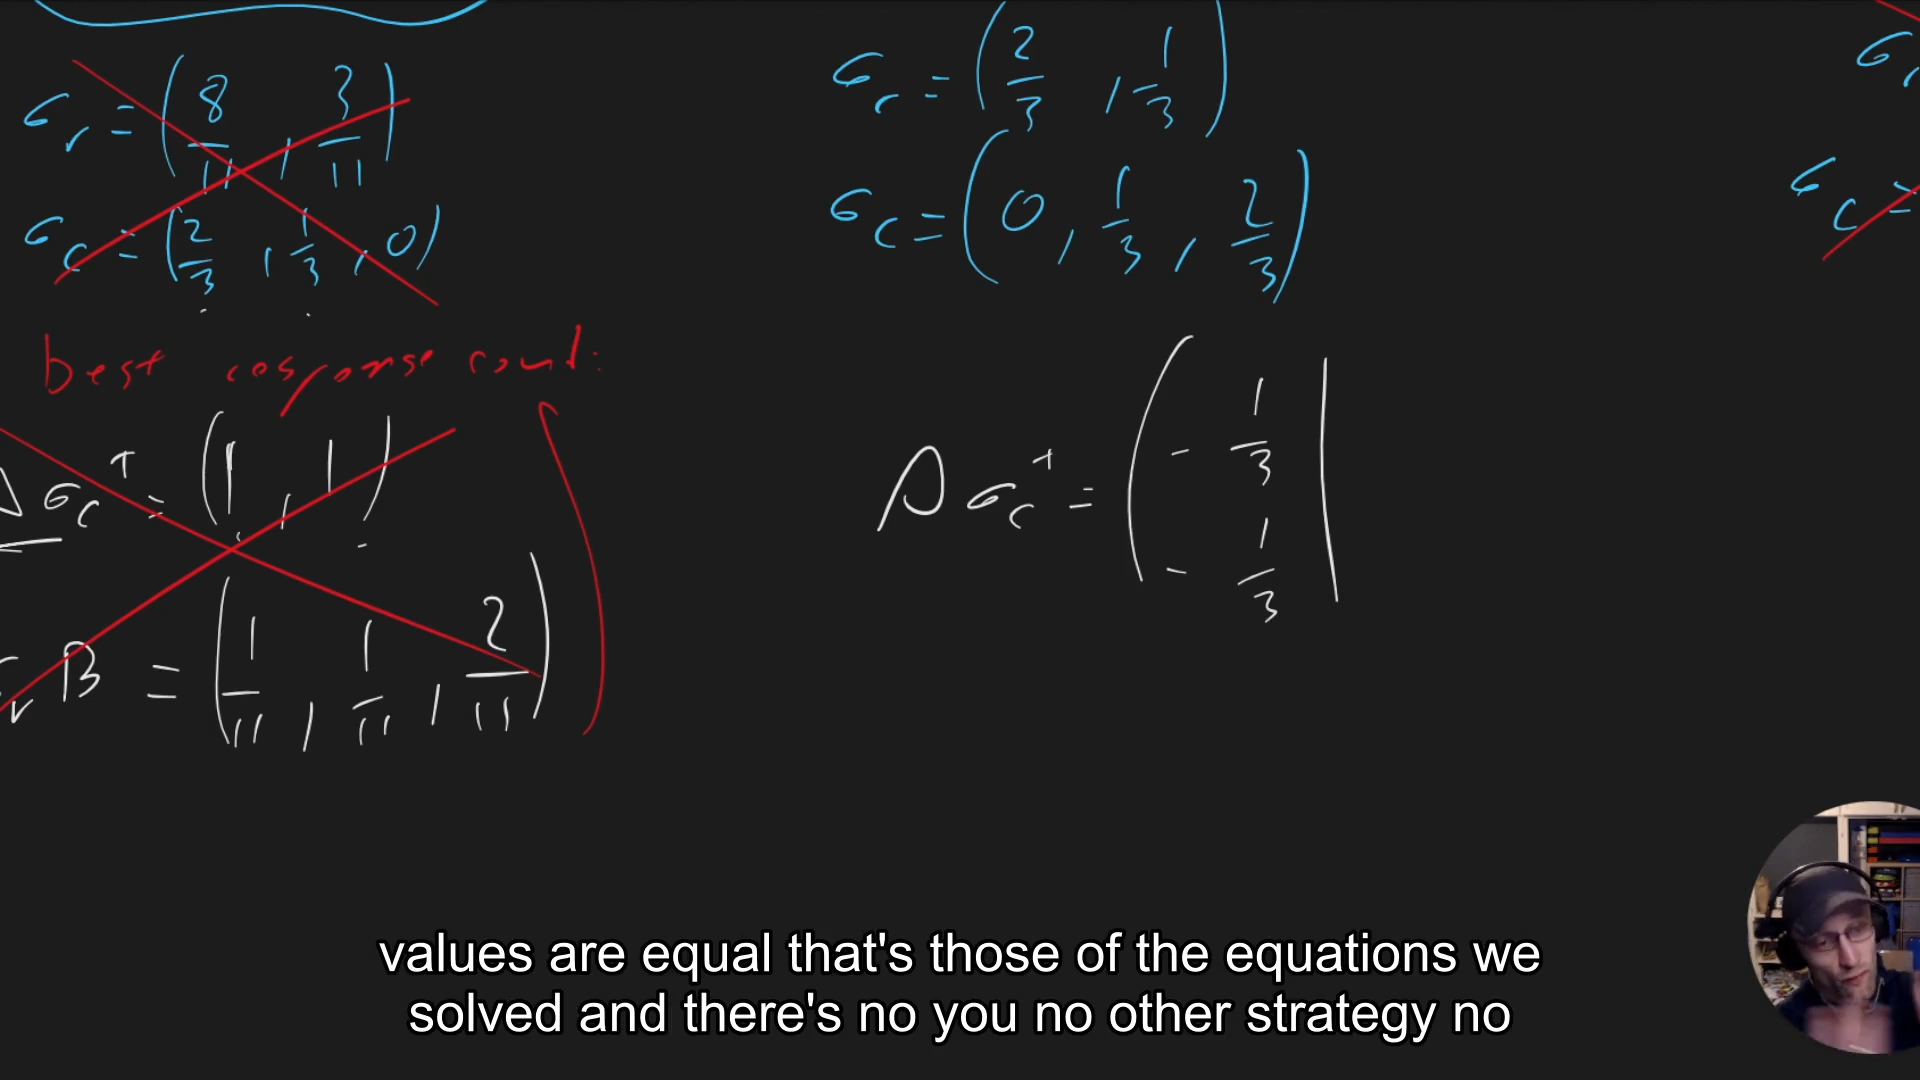 σr = (8/11, 3/11)
σc = (2/3, 1/3, 0)
best response cond:
Aσc^T = (1, 1)
σr B = (1/11, 1/11, 2/11)
σr = (2/3, 1/3)
σc = (0, 1/3, 2/3)
Aσc^T = (-1/3
-1/3)
σr
σc =
values are equal that's those of the equations we
solved and there's no you no other strategy no